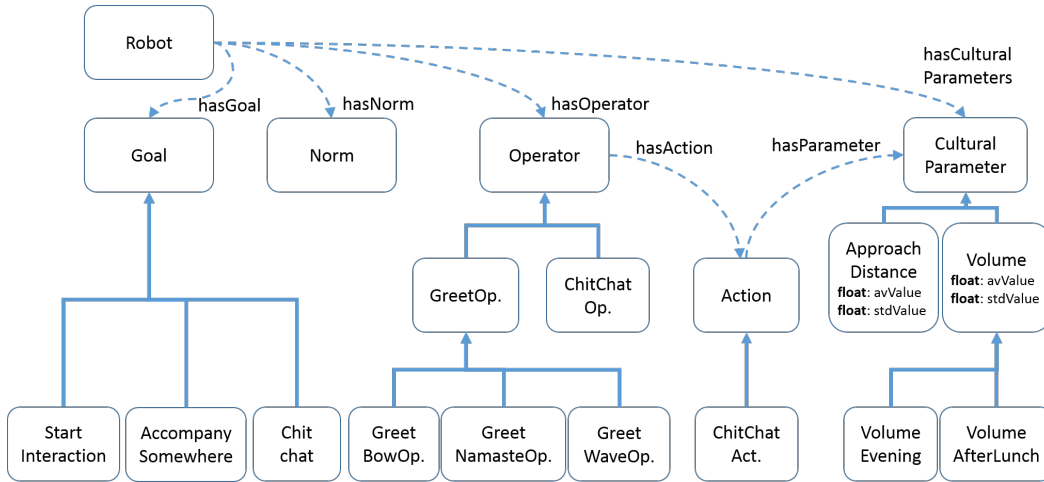 Robot
hasCultural
Parameters
hasGoal
hasNorm
hasOperator
Goal
Norm
Operator
hasAction
hasParameter
Cultural
Parameter
GreetOp.
ChitChat
Op.
Action
Approach
Distance
float: avValue
float: stdValue
Volume
float: avValue
float: stdValue
Start
Interaction
Accompany
Somewhere
Chit
chat
Greet
BowOp.
Greet
NamasteOp.
Greet
WaveOp.
ChitChat
Act.
Volume
Evening
Volume
AfterLunch